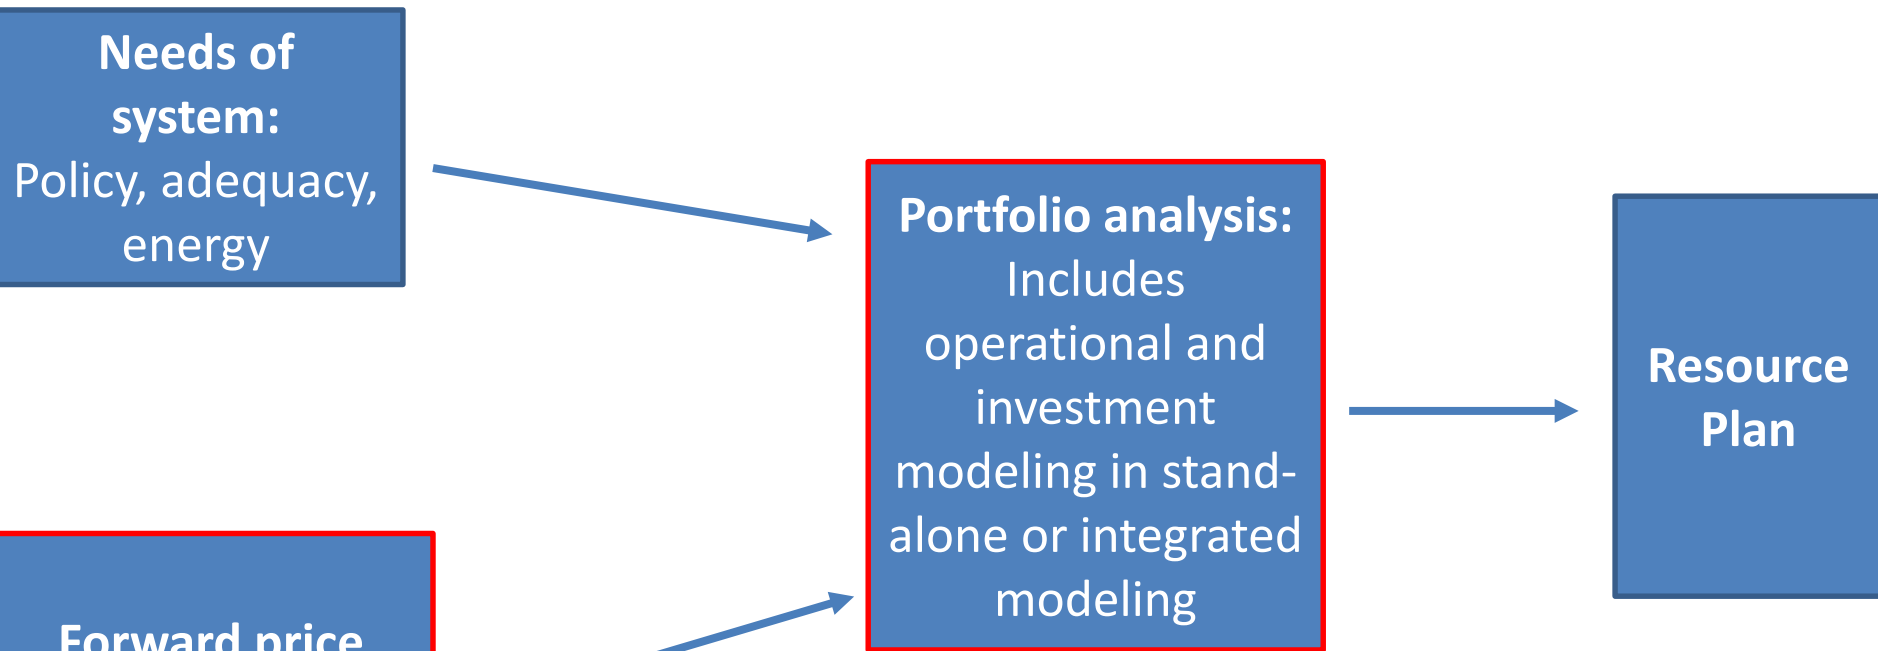 Needs of
system:
Policy, adequacy,
energy
Portfolio analysis:
Includes
operational and
investment
modeling in stand-
alone or integrated
modeling
Resource
Plan
Forward price